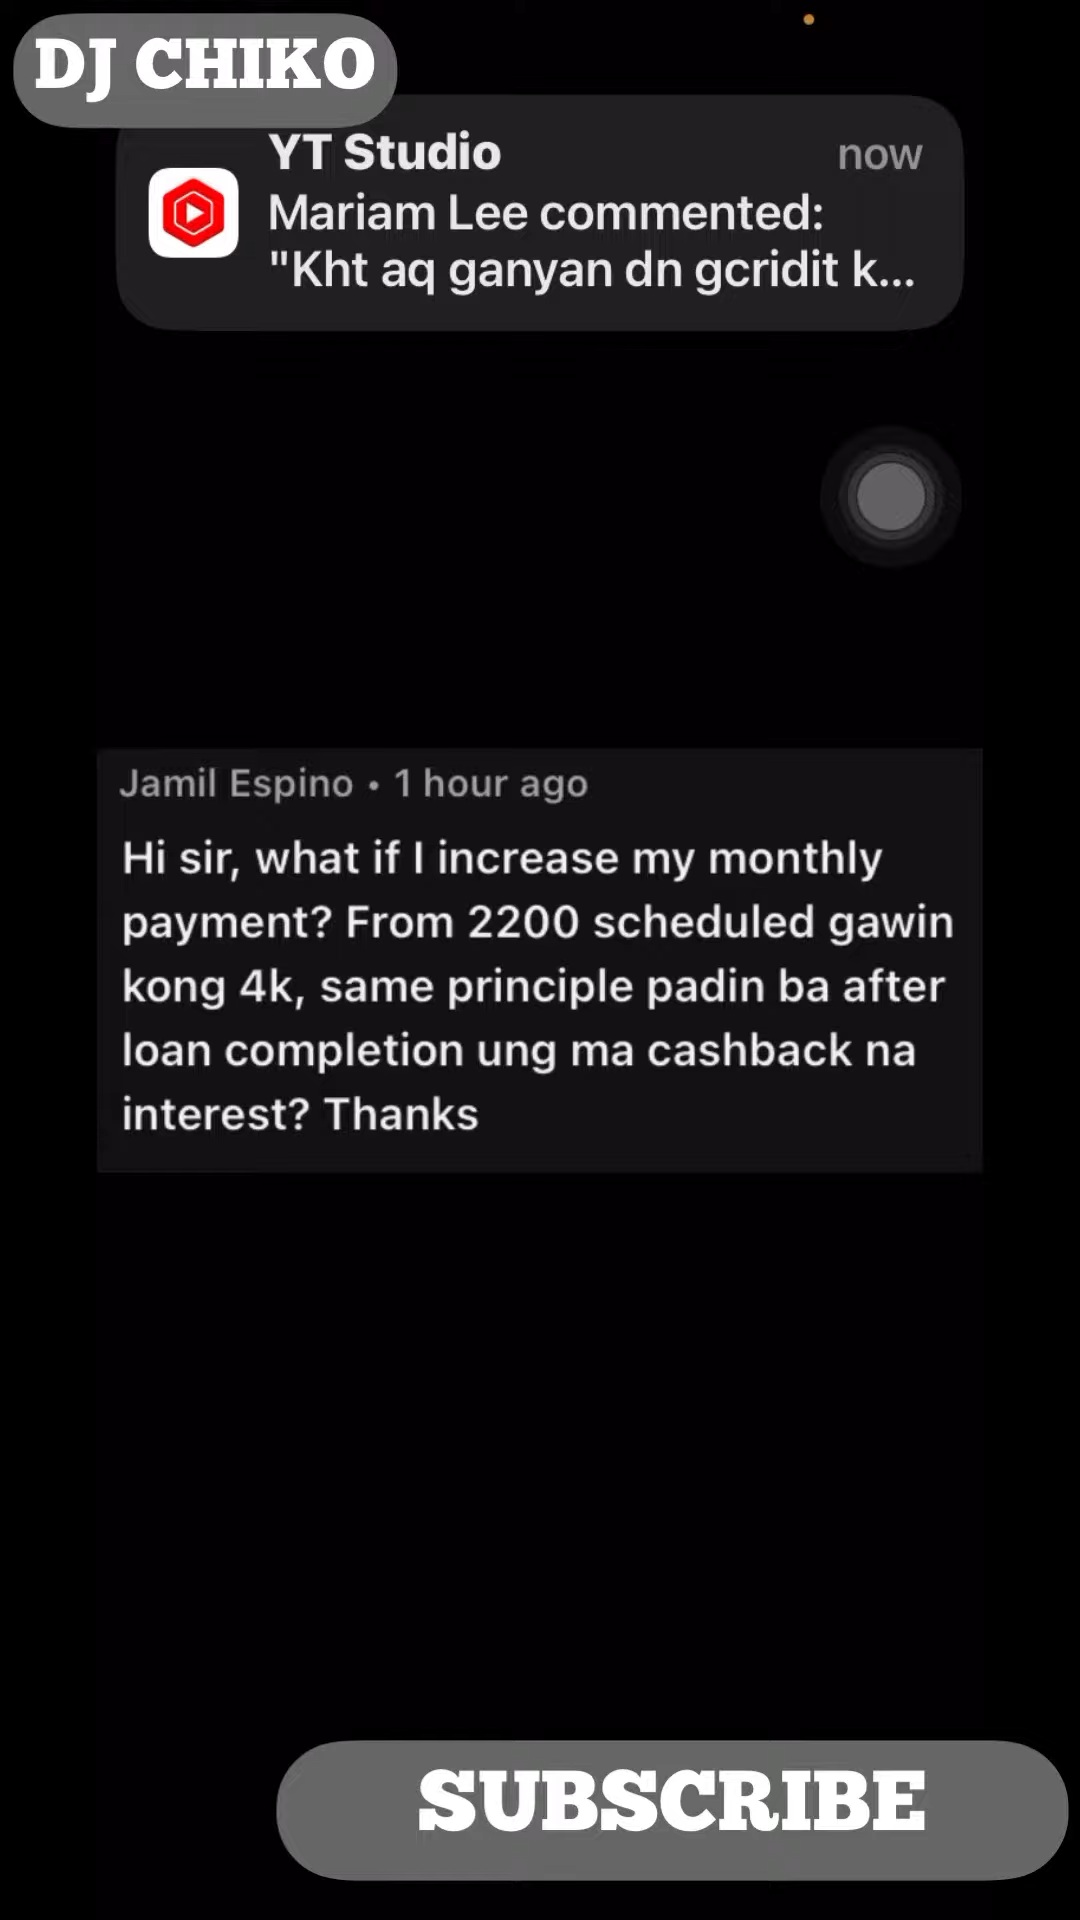 DJ CHIKO
YT Studio
now
Mariam Lee commented:
"Kht aq ganyan dn gcridit k...
Jamil Espino • 1 hour ago
Hi sir, what if I increase my monthly
payment? From 2200 scheduled gawin
kong 4k, same principle padin ba after
loan completion ung ma cashback na
interest? Thanks
SUBSCRIBE